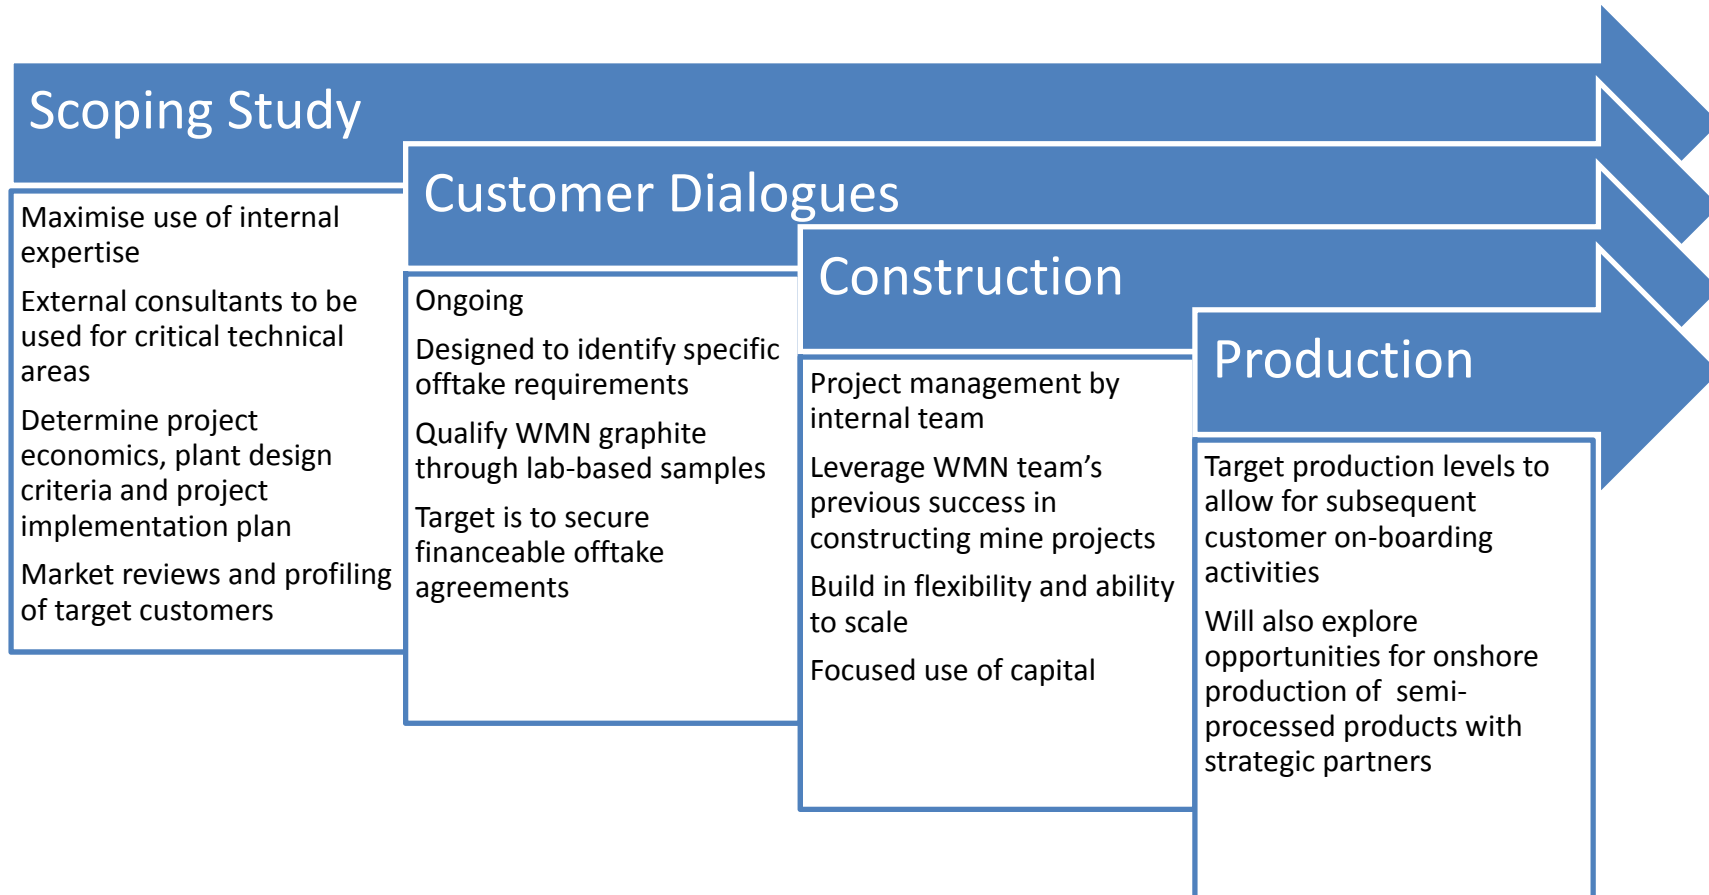 Scoping Study
Maximise use of internal
expertise
External consultants to be
used for critical technical
areas
Determine project
economics, plant design
criteria and project
implementation plan
Market reviews and profiling
of target customers
Customer Dialogues
Ongoing
Designed to identify specific
offtake requirements
Qualify WMN graphite
through lab-based samples
Target is to secure
financeable offtake
agreements
Construction
Project management by
internal team
Leverage WMN team’s
previous success in
constructing mine projects
Build in flexibility and ability
to scale
Focused use of capital
Production
Target production levels to
allow for subsequent
customer on-boarding
activities
Will also explore
opportunities for onshore
production of  semi-
processed products with
strategic partners